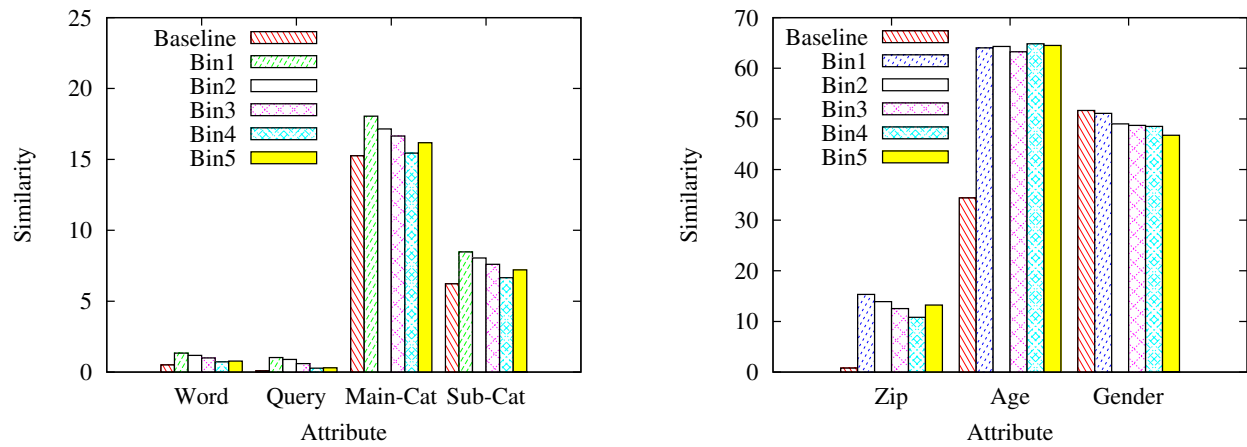 25
20
15
10
5
0
Similarity
Baseline
Bin1
Bin2
Bin3
Bin4
Bin5
Word Query Main-Cat Sub-Cat
Attribute
70
60
50
40
30
20
10
0
Similarity
Baseline
Bin1
Bin2
Bin3
Bin4
Bin5
Zip Age Gender
Attribute